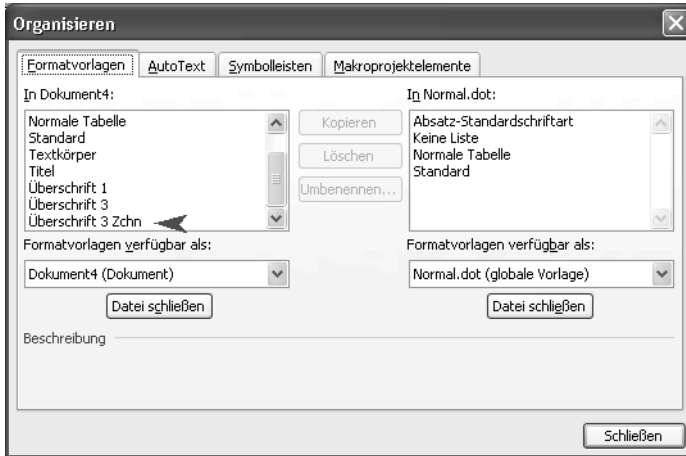 Organisieren
Formatvorlagen AutoText Symbolleisten Makroprojektelemente
In Dokument4:
Normale Tabelle
Standard
Textkörper
Titel
Überschrift 1
Überschrift 3
Überschrift 3 Zchn
Kopieren
Löschen
Umbenennen...
In Normal.dot:
Absatz-Standardschriftart
Keine Liste
Normale Tabelle
Standard
Formatvorlagen verfügbar als:
Dokument4 (Dokument)
Datei schließen
Formatvorlagen verfügbar als:
Normal.dot (globale Vorlage)
Datei schließen
Beschreibung
Schließen